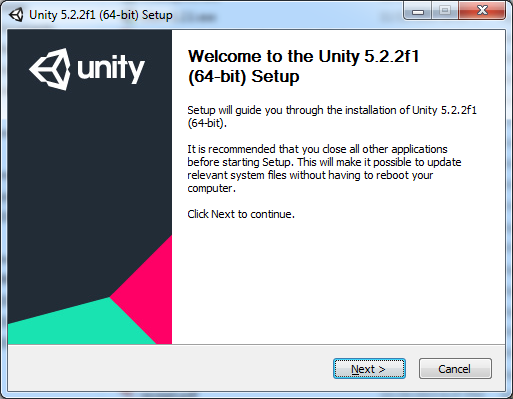 Unity 5.2.2f1 (64-bit) Setup
unity
Welcome to the Unity 5.2.2f1
(64-bit) Setup
Setup will guide you through the installation of Unity 5.2.2f1
(64-bit).
It is recommended that you close all other applications
before starting Setup. This will make it possible to update
relevant system files without having to reboot your
computer.
Click Next to continue.
Next >
Cancel